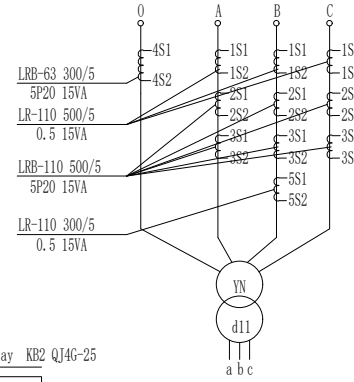 O A B C
4S1 1S1 1S1 1S
LRB-63 300/5 4S2 1S2 1S2 1S
5P20 15VA 2S1 2S1 2S
LR-110 500/5 2S2 2S2 2S
0.5 15VA 3S1 3S1 3S
LRB-110 500/5 3S2 3S2 3S
5P20 15VA 5S1
LR-110 300/5 5S2
0.5 15VA
YN
d11
ay KB2 QJ4G-25
a b c